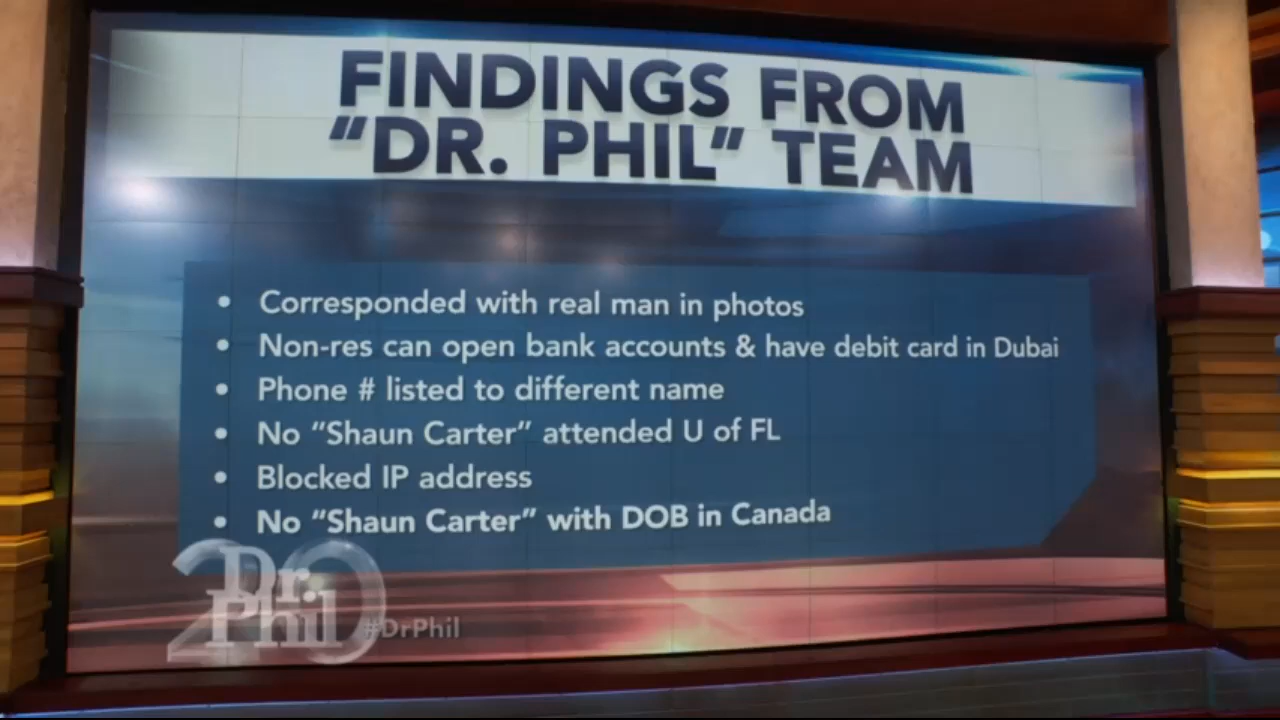 FINDINGS FROM
"DR. PHIL" TEAM
• Corresponded with real man in photos
• Non-res can open bank accounts & have debit card in Dubai
• Phone # listed to different name
• No "Shaun Carter" attended U of FL
• Blocked IP address
• No "Shaun Carter" with DOB in Canada
20
Dr.
Phil
#DrPhil